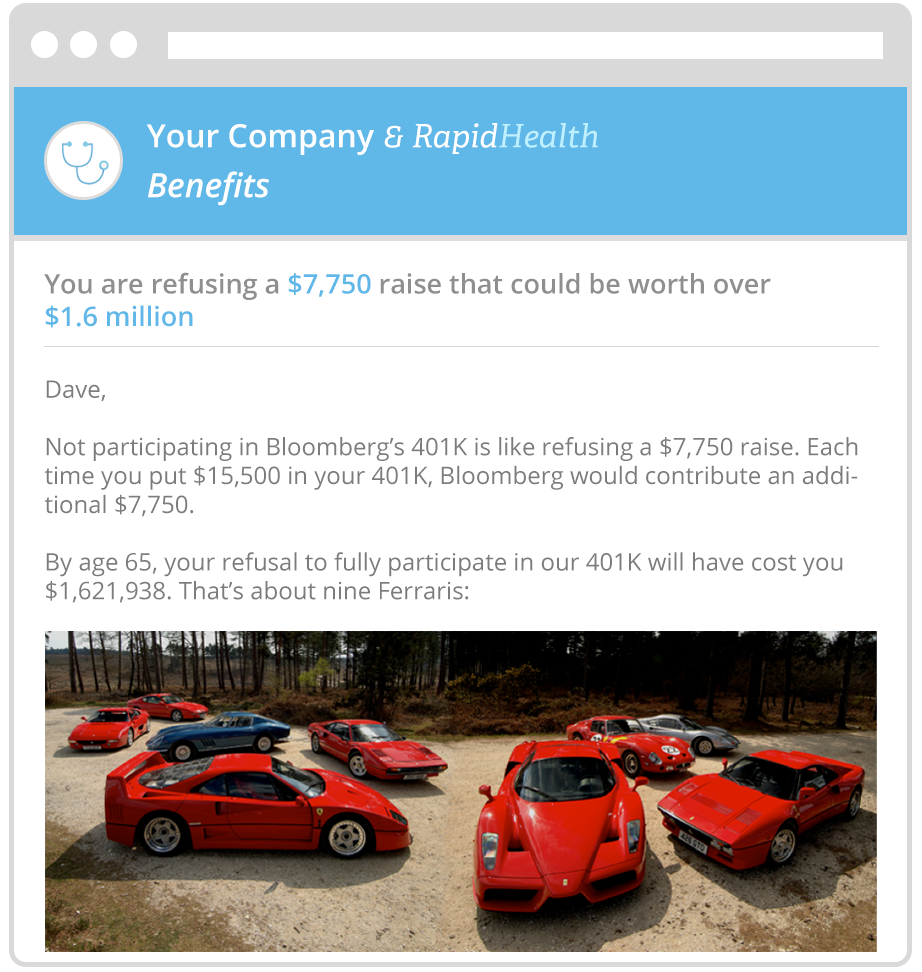 Your Company & RapidHealth
Benefits
You are refusing a $7,750 raise that could be worth over
$1.6 million
Dave,
Not participating in Bloomberg’s 401K is like refusing a $7,750 raise. Each
time you put $15,500 in your 401K, Bloomberg would contribute an addi-
tional $7,750.
By age 65, your refusal to fully participate in our 401K will have cost you
$1,621,938. That’s about nine Ferraris: